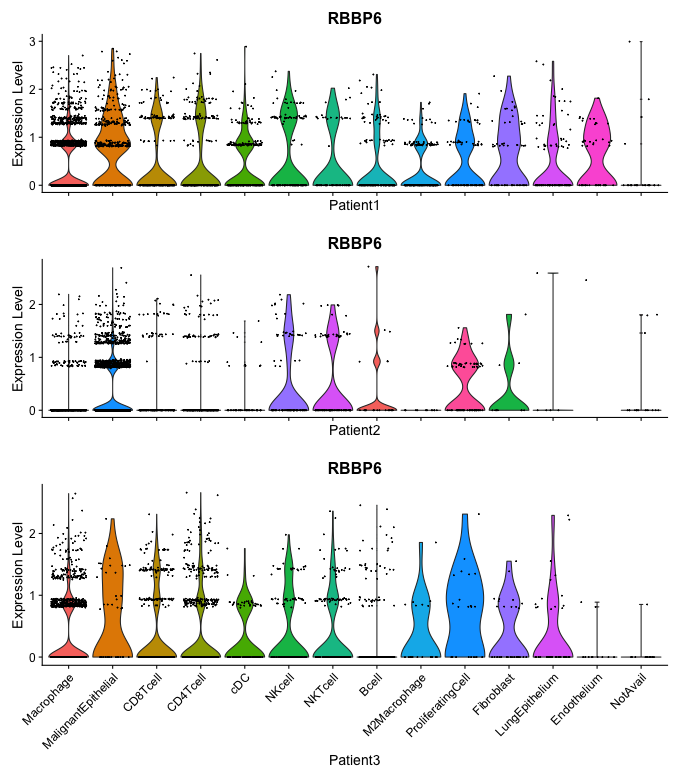 RBBP6
Expression Level
3
2
1
0
Patient1
RBBP6
Expression Level
2
1
0
Patient2
RBBP6
Expression Level
2
1
0
Macrophage
MalignantEpithelial
CD8Tcell
CD4Tcell
cDC
NKcell
NKTcell
Bcell
M2Macrophage
ProliferatingCell
Fibroblast
LungEpithelium
Endothelium
NotAvail
Patient3